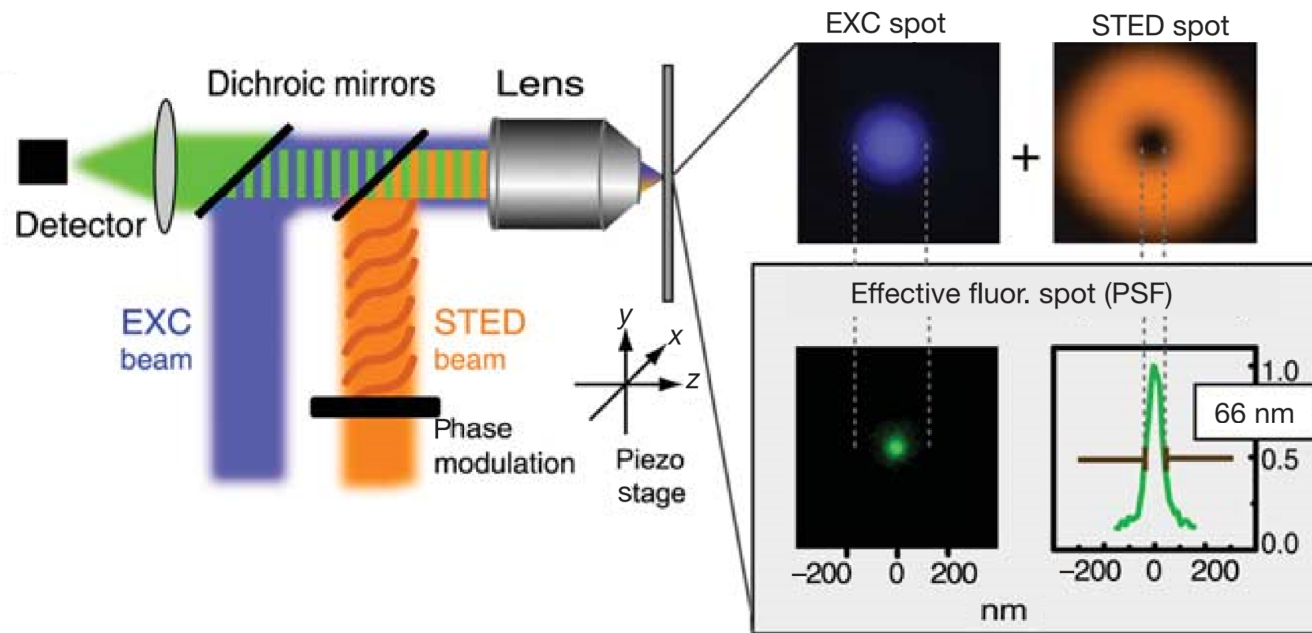 EXC spot
STED spot
Dichroic mirrors
Lens
+
Detector
EXC
beam
STED
beam
Phase
modulation
y
x
z
Piezo
stage
Effective fluor. spot (PSF)
1.0
66 nm
0.5
0.0
−200 0 200
−200 0 200
nm